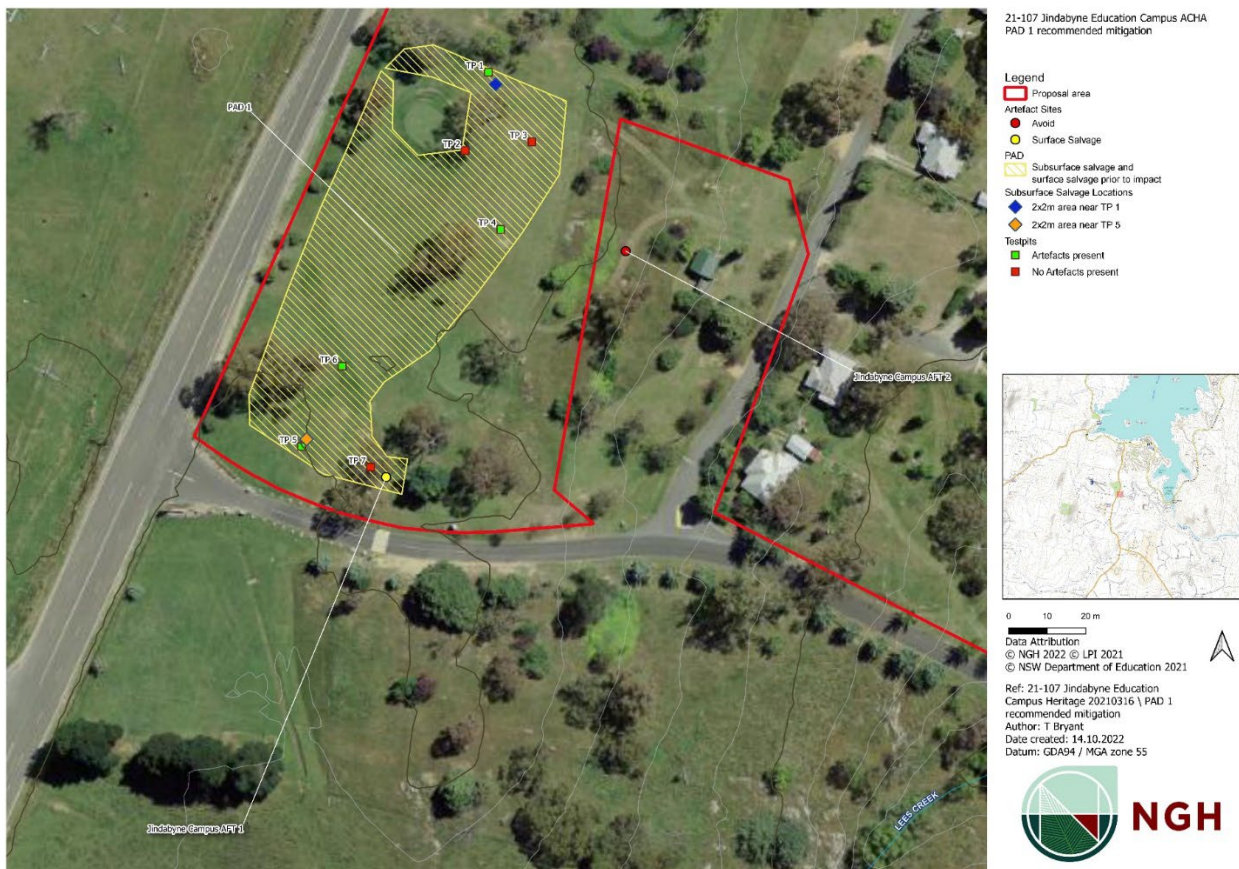 21-107 Jindabyne Education Campus ACHA
PAD 1 recommended mitigation
Legend
Proposal area
Artefact Sites
Avoid
Surface Salvage
PAD
Subsurface salvage and
surface salvage prior to impact
Subsurface Salvage Locations
2x2m area near TP 1
2x2m area near TP 5
Testpits
Artefacts present
No Artefacts present
TP 1
PAD 1
TP 2
TP 3
TP 4
TP 6
TP 5
TP 7
Jindabyne Campus AFT 2
Jindabyne Campus AFT 1
LEES CREEK
0 10 20 m
Data Attribution
© NGH 2022 © LPI 2021
© NSW Department of Education 2021
Ref: 21-107 Jindabyne Education
Campus Heritage 20210316 \ PAD 1
recommended mitigation
Author: T Bryant
Date created: 14.10.2022
Datum: GDA94 / MGA zone 55
NGH